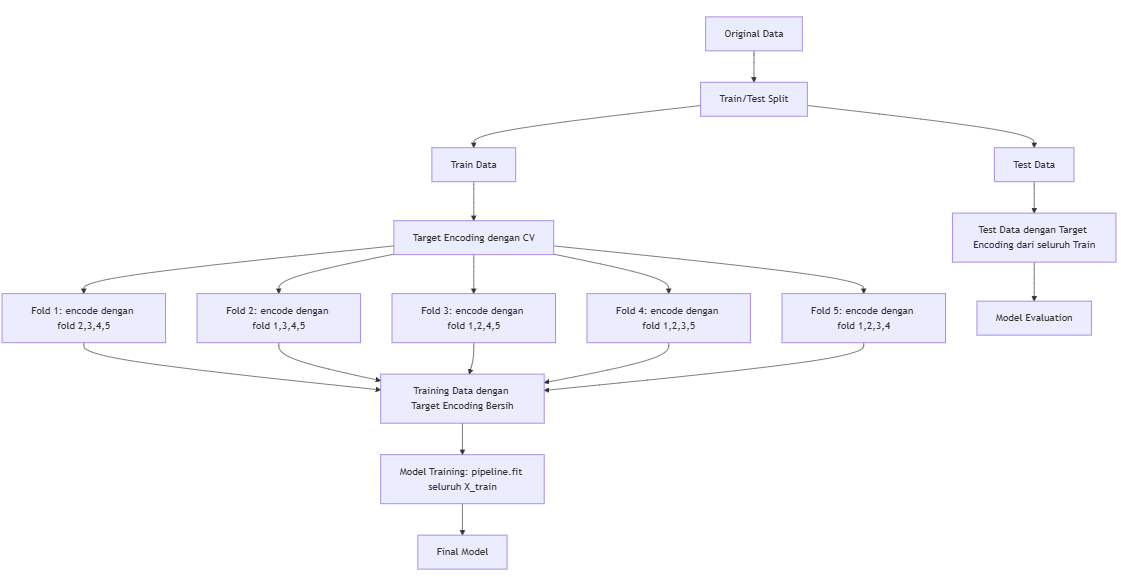 Original Data
Train/Test Split
Train Data
Test Data
Target Encoding dengan CV
Test Data dengan Target
Encoding dari seluruh Train
Fold 1: encode dengan
fold 2,3,4,5
Fold 2: encode dengan
fold 1,3,4,5
Fold 3: encode dengan
fold 1,2,4,5
Fold 4: encode dengan
fold 1,2,3,5
Fold 5: encode dengan
fold 1,2,3,4
Model Evaluation
Training Data dengan
Target Encoding Bersih
Model Training: pipeline.fit
seluruh X_train
Final Model